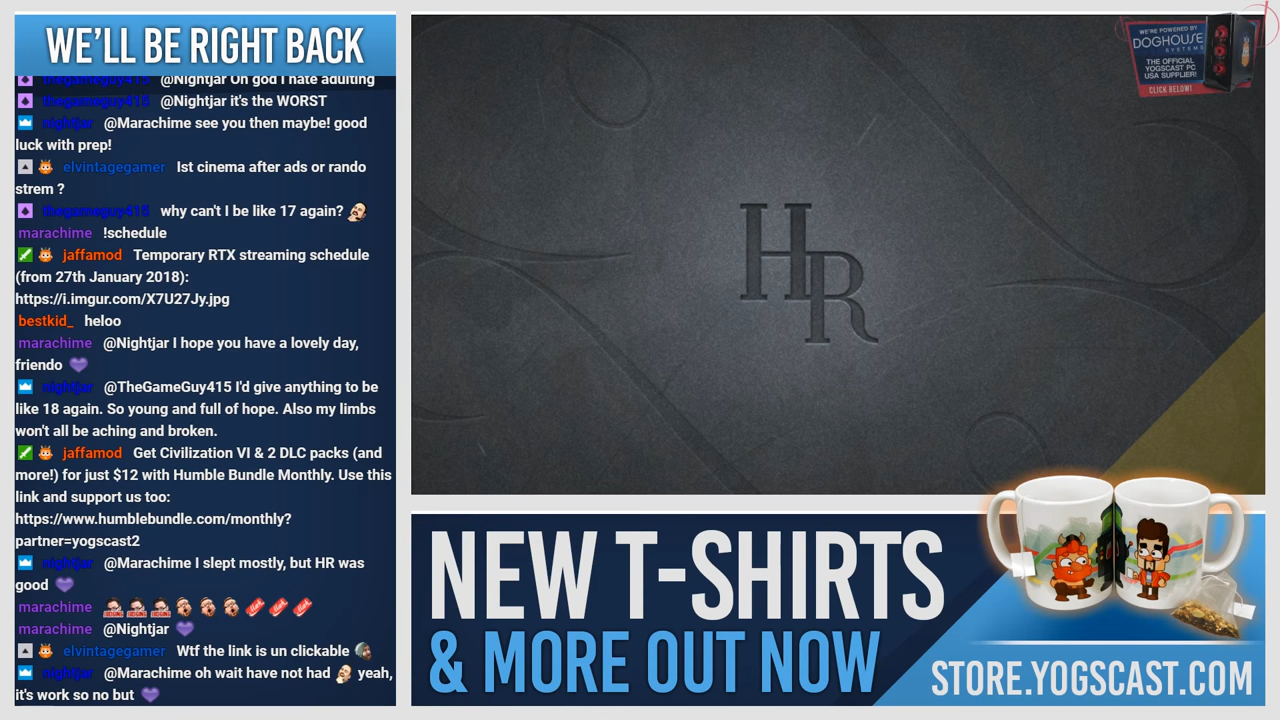 WE'LL BE RIGHT BACK
thegameguy415 @Nightjar Oh god I hate adulting
thegameguy415 @Nightjar it's the WORST
nightjar @Marachime see you then maybe! good
luck with prep!
elvintagegamer Ist cinema after ads or rando
strem ?
thegameguy415 why can't I be like 17 again?
marachime !schedule
jaffamod Temporary RTX streaming schedule
(from 27th January 2018):
https://i.imgur.com/X7U27Jy.jpg
bestkid_ heloo
marachime @Nightjar I hope you have a lovely day,
friendo
nightjar @TheGameGuy415 I'd give anything to be
like 18 again. So young and full of hope. Also my limbs
won't all be aching and broken.
jaffamod Get Civilization VI & 2 DLC packs (and
more!) for just $12 with Humble Bundle Monthly. Use this
link and support us too:
https://www.humblebundle.com/monthly?
partner=yogscast2
nightjar @Marachime I slept mostly, but HR was
good
marachime
marachime @Nightjar
elvintagegamer Wtf the link is un clickable
nightjar @Marachime oh wait have not had yeah,
it's work so no but
HR
WE'RE POWERED BY
DOGHOUSE
SYSTEMS
THE OFFICIAL
YOGSCAST PC
USA SUPPLIER!
CLICK BELOW!
NEW T-SHIRTS
& MORE OUT NOW
STORE.YOGSCAST.COM